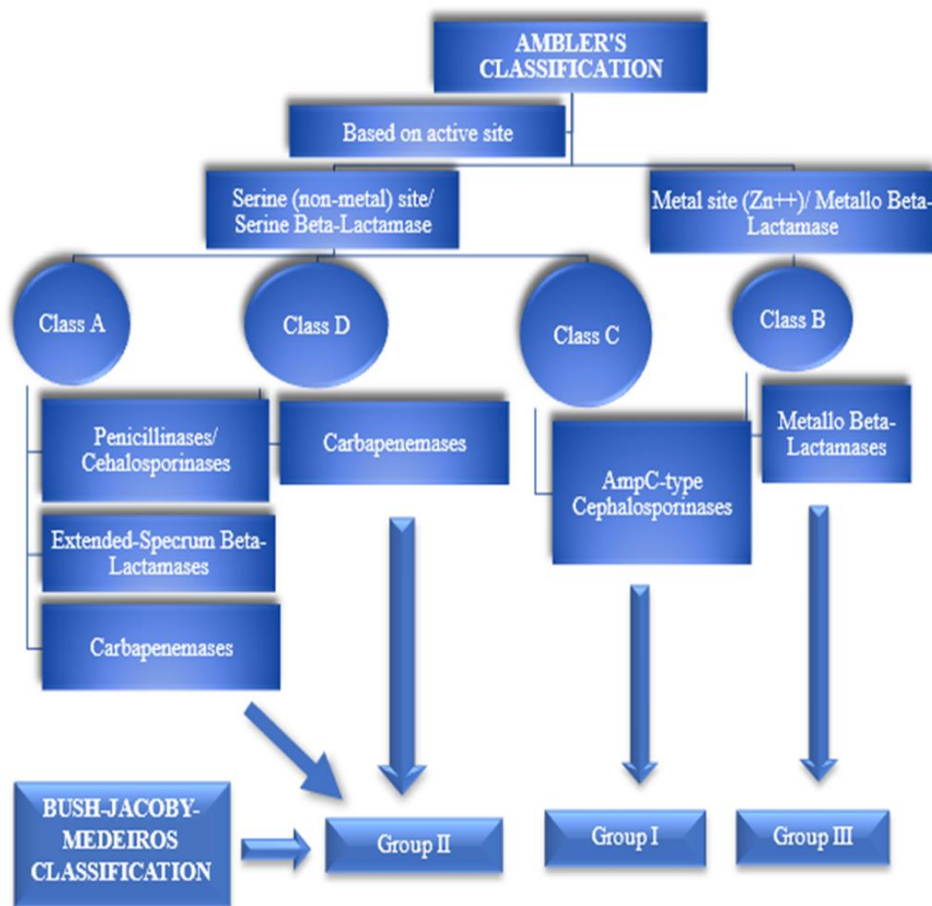 AMBLER'S
CLASSIFICATION
Based on active site
Serine (non-metal) site/
Serine Beta-Lactamase
Metal site (Zn++)/ Metallo Beta-
Lactamase
Class A
Class D
Class C
Class B
Penicillinases/
Cehalosporinases
Carbapenemases
AmpC-type
Cephalosporinases
Metallo Beta-
Lactamases
Extended-Specrum Beta-
Lactamases
Carbapenemases
BUSH-JACOBY-
MEDEIROS
CLASSIFICATION
Group II
Group I
Group III